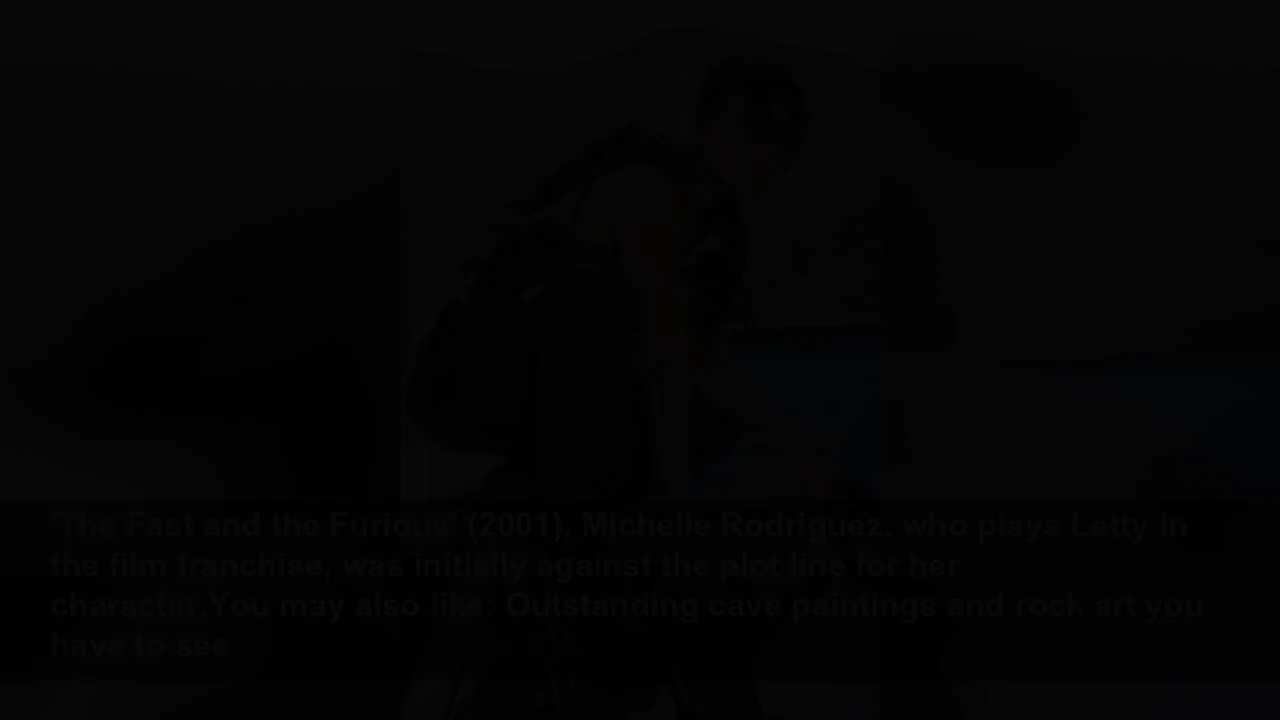 'The Fast and the Furious' (2001), Michelle Rodriguez, who plays Letty in
the film franchise, was initially against the plot line for her
character.You may also like: Outstanding cave paintings and rock art you
have to see